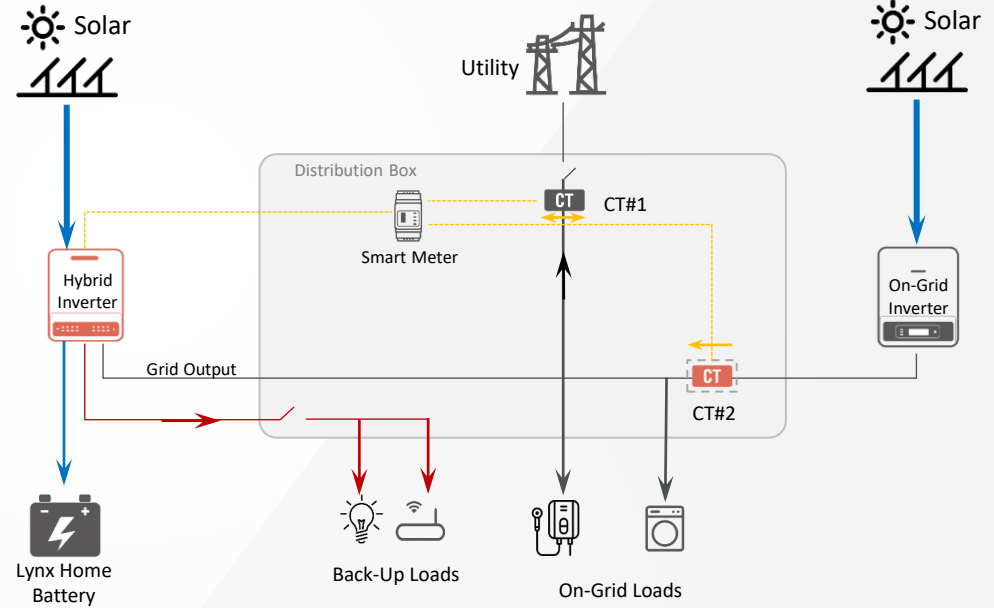 Solar
Solar
Utility
Distribution Box
CT
CT#1
Smart Meter
Hybrid
Inverter
On-Grid
Inverter
Grid Output
CT
CT#2
Back-Up Loads
On-Grid Loads
Lynx Home
Battery